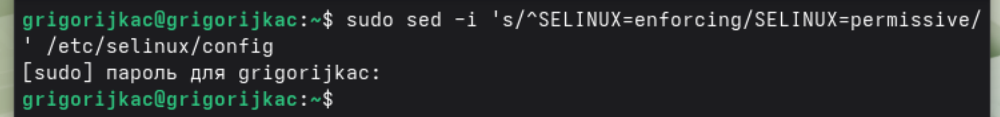 grigorijkac@grigorijkac:~$ sudo sed -i 's/^SELINUX=enforcing/SELINUX=permissive/
' /etc/selinux/config
[sudo] пароль для grigorijkac:
grigorijkac@grigorijkac:~$